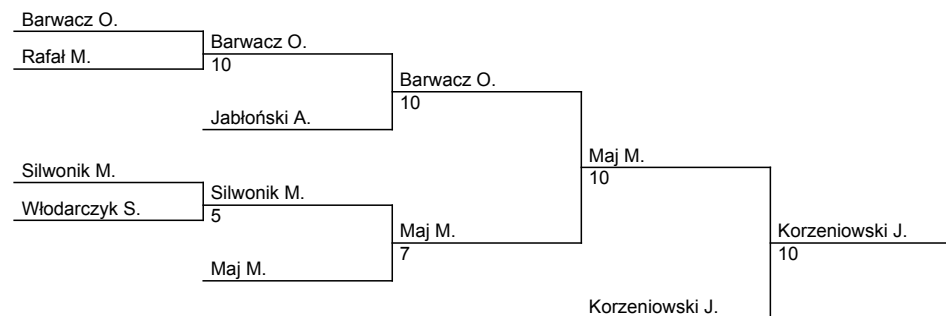 Barwacz O.
Rafał M.
Barwacz O.
10
Jabłoński A.
Barwacz O.
10
Silwonik M.
Włodarczyk S.
Silwonik M.
5
Maj M.
Maj M.
7
Maj M.
10
Korzeniowski J.
Korzeniowski J.
10